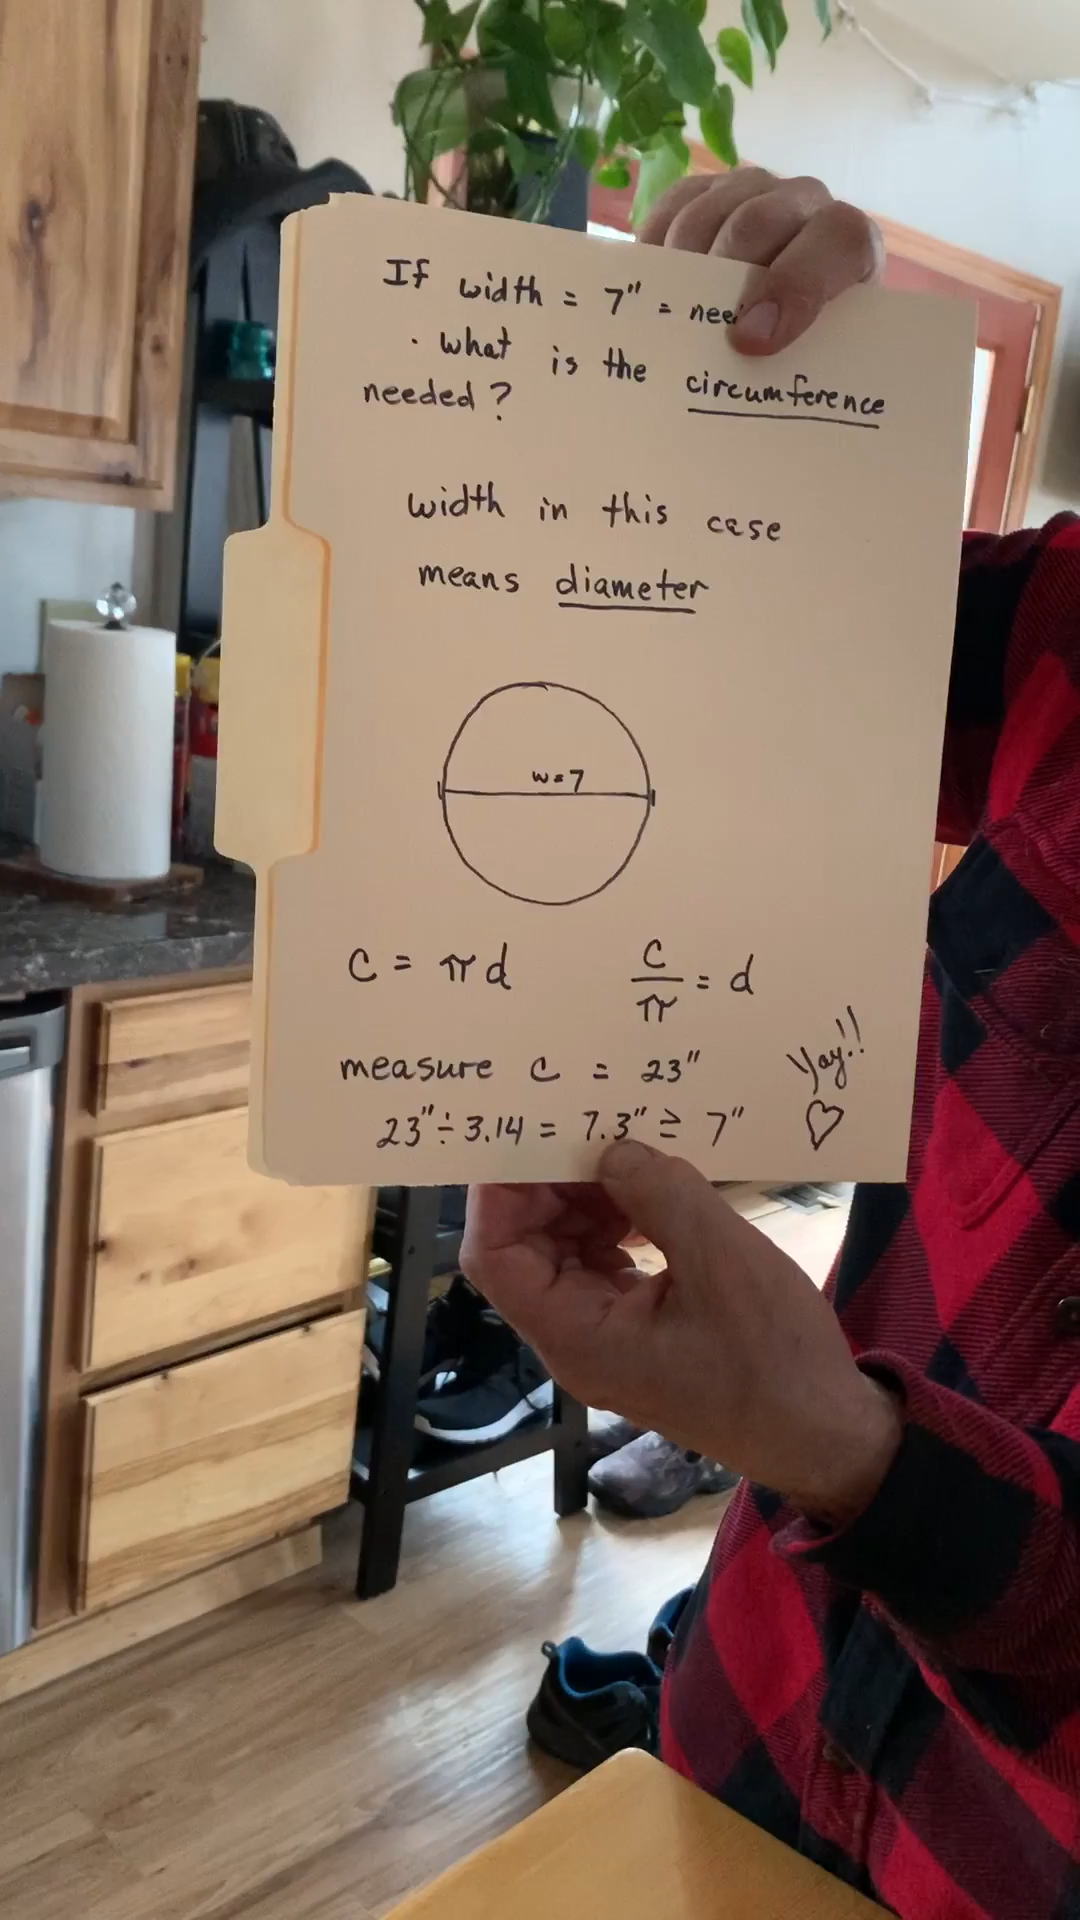 If width = 7" = nee
· what is the circumference
needed?
width in this case
means diameter
w = 7
C = πd
C/π = d
measure C = 23"
Yay!!
23" ÷ 3.14 = 7.3" ≥ 7" ♡